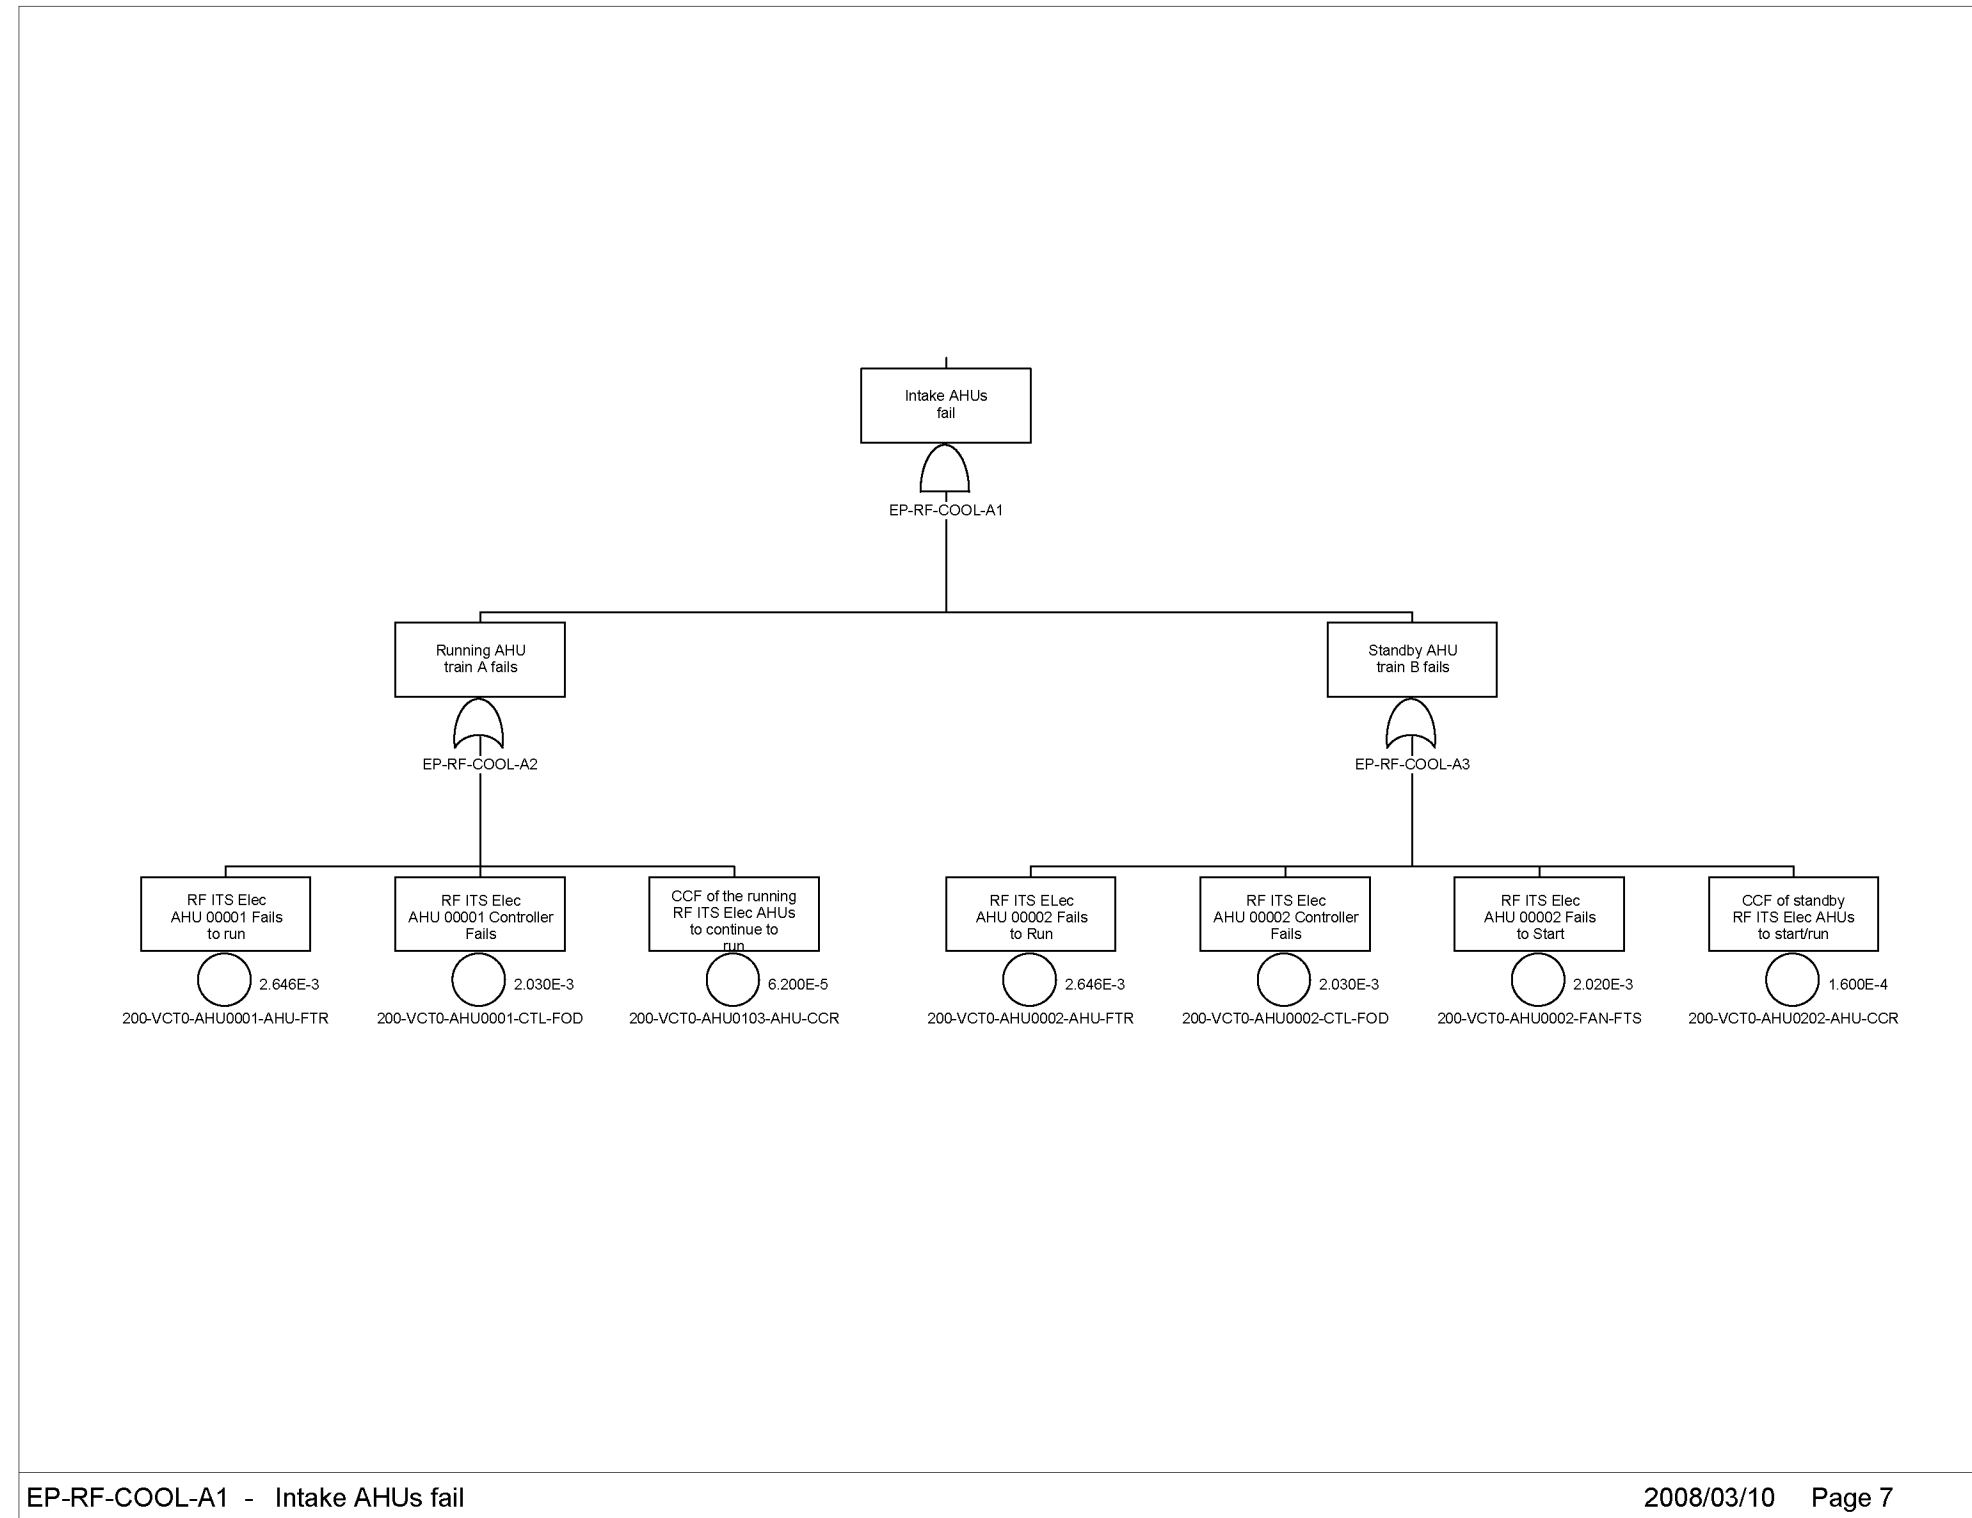 Intake AHUs
fail
EP-RF-COOL-A1
Running AHU
train A fails
EP-RF-COOL-A2
Standby AHU
train B fails
EP-RF-COOL-A3
RF ITS Elec
AHU 00001 Fails
to run
2.646E-3
200-VCT0-AHU0001-AHU-FTR
RF ITS Elec
AHU 00001 Controller
Fails
2.030E-3
200-VCT0-AHU0001-CTL-FOD
CCF of the running
RF ITS Elec AHUs
to continue to
run
6.200E-5
200-VCT0-AHU0103-AHU-CCR
RF ITS ELec
AHU 00002 Fails
to Run
2.646E-3
200-VCT0-AHU0002-AHU-FTR
RF ITS Elec
AHU 00002 Controller
Fails
2.030E-3
200-VCT0-AHU0002-CTL-FOD
RF ITS Elec
AHU 00002 Fails
to Start
2.020E-3
200-VCT0-AHU0002-FAN-FTS
CCF of standby
RF ITS Elec AHUs
to start/run
1.600E-4
200-VCT0-AHU0202-AHU-CCR
EP-RF-COOL-A1 - Intake AHUs fail
2008/03/10 Page 7